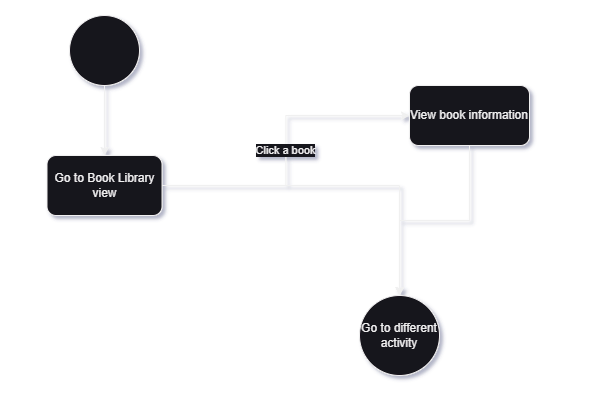 View book information
Click a book
Go to Book Library
view
Go to different
activity